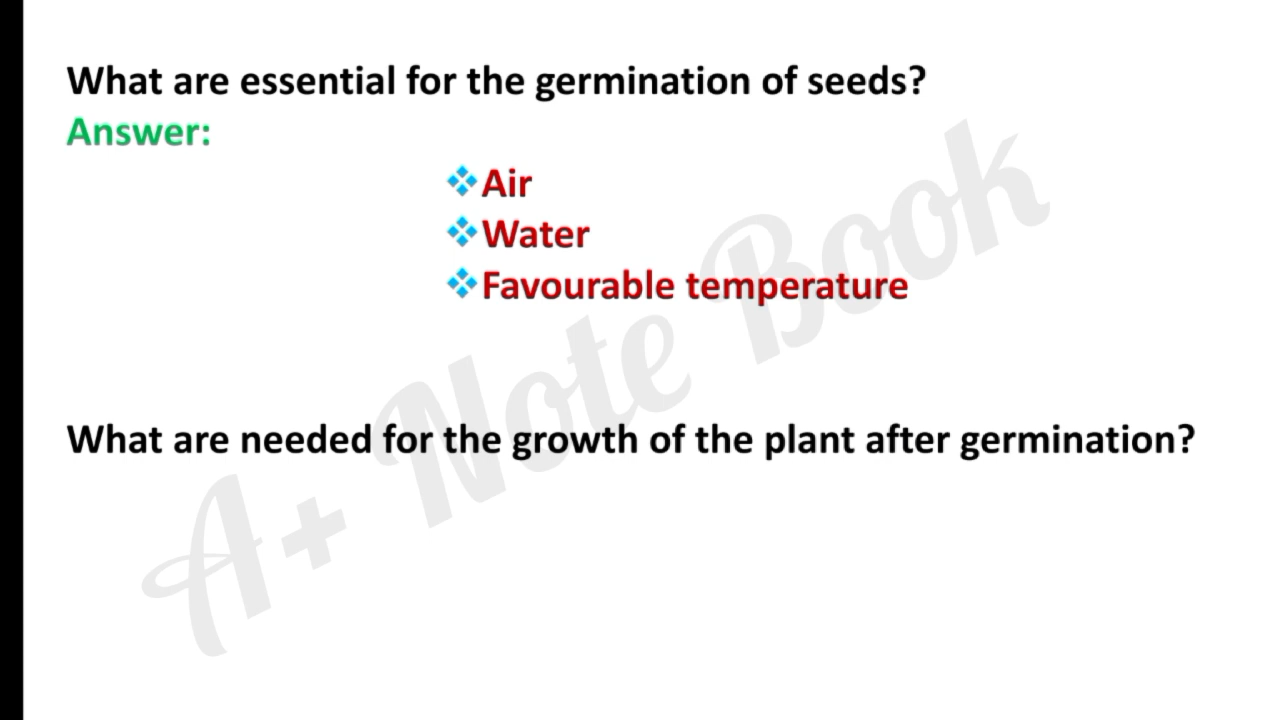 What are essential for the germination of seeds?
Answer:
❖Air
❖Water
❖Favourable temperature
What are needed for the growth of the plant after germination?
A+ Note Book